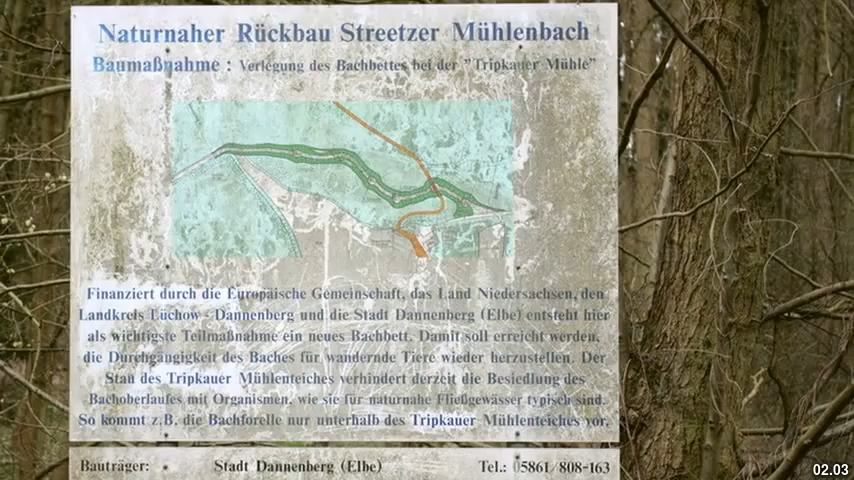 Naturnaher Rückbau Streetzer Mühlenbach
Baumaßnahme : Verlegung des Bachbettes bei der "Tripkauer Mühle"
Finanziert durch die Europäische Gemeinschaft, das Land Niedersachsen, den
Landkreis Lüchow - Dannenberg und die Stadt Dannenberg (Elbe) entsteht hier
als wichtigste Teilmaßnahme ein neues Bachbett. Damit soll erreicht werden,
die Durchgängigkeit des Baches für wandernde Tiere wieder herzustellen. Der
Stau des Tripkauer Mühlenteiches verhindert derzeit die Besiedlung des
Bachoberlaufes mit Organismen, wie sie für naturnahe Fließgewässer typisch sind.
So kommt z.B. die Bachforelle nur unterhalb des Tripkauer Mühlenteiches vor.
Bauträger: Stadt Dannenberg (Elbe) Tel.: 05861/808-163
02.03